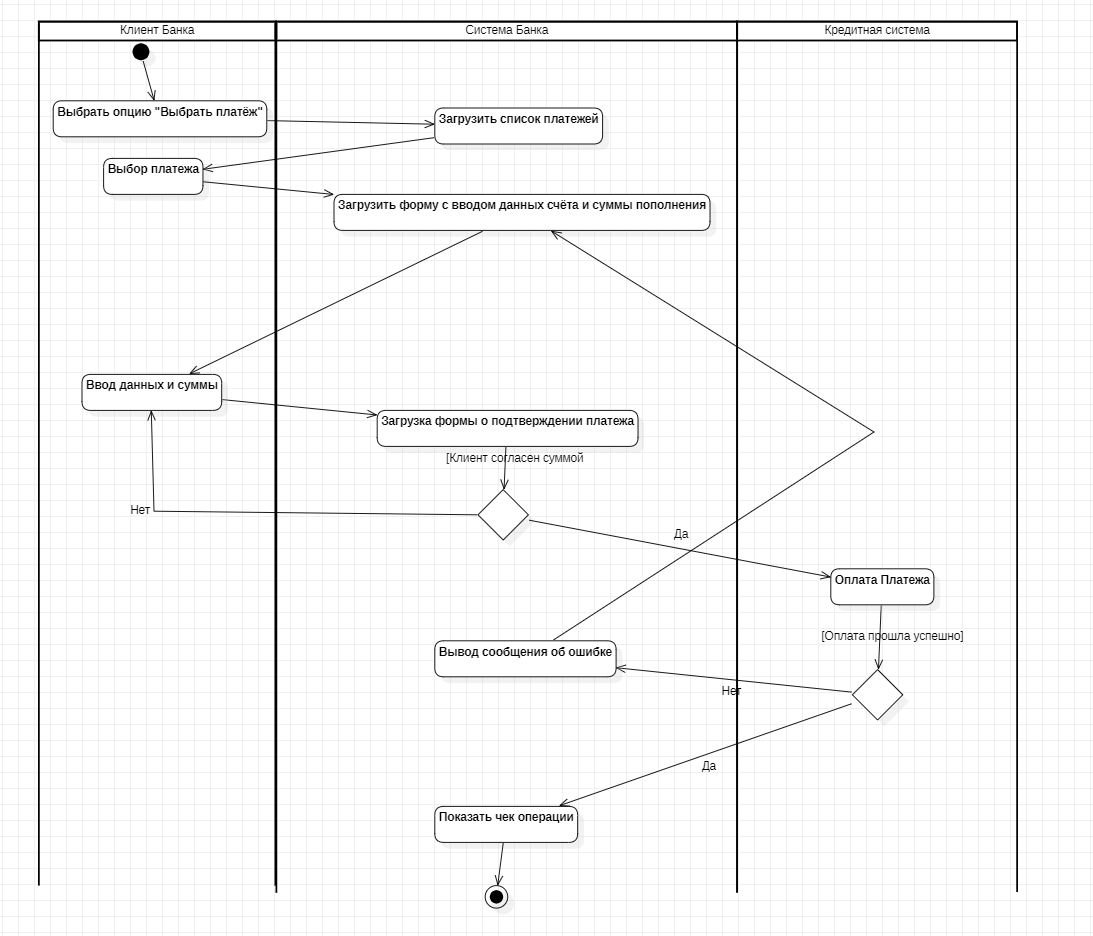 Клиент Банка
Система Банка
Кредитная система
Выбрать опцию "Выбрать платёж"
Загрузить список платежей
Выбор платежа
Загрузить форму с вводом данных счёта и суммы пополнения
Ввод данных и суммы
Загрузка формы о подтверждении платежа
[Клиент согласен суммой
Нет
Да
Оплата Платежа
[Оплата прошла успешно]
Вывод сообщения об ошибке
Нет
Да
Показать чек операции